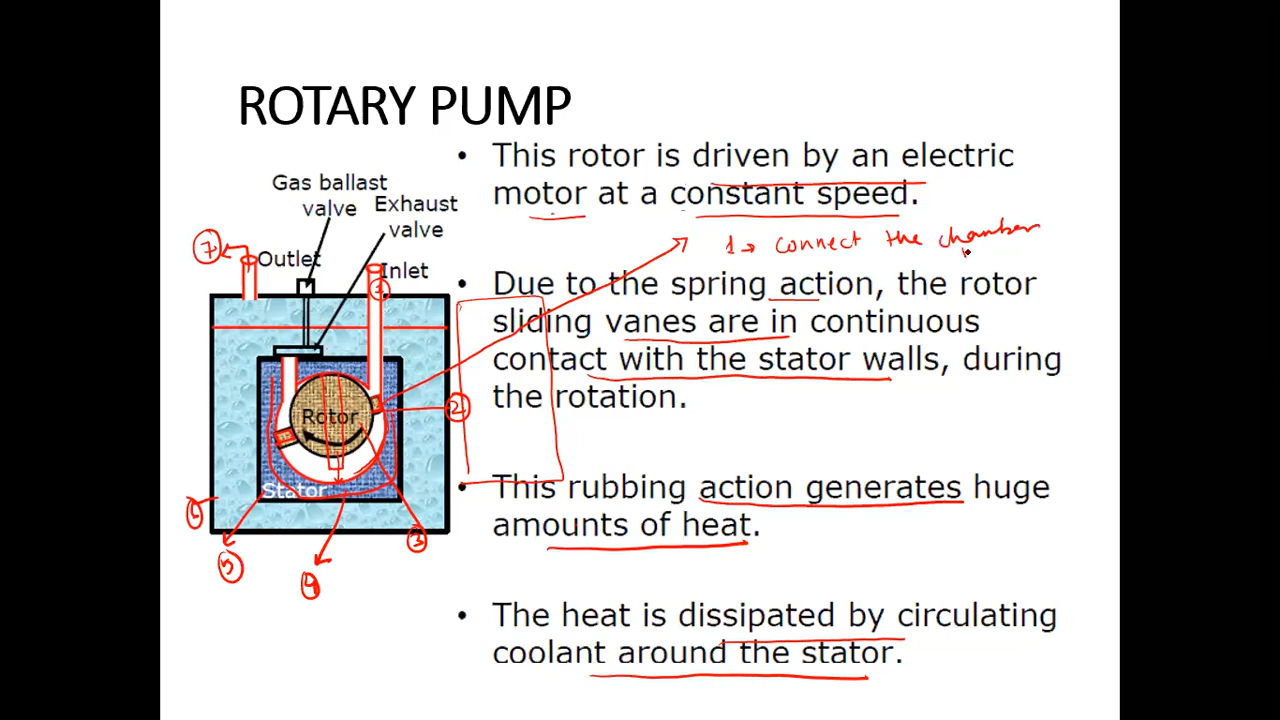 ROTARY PUMP
• This rotor is driven by an electric
motor at a constant speed.
1 → connect the chamber
• Due to the spring action, the rotor
sliding vanes are in continuous
contact with the stator walls, during
the rotation.
• This rubbing action generates huge
amounts of heat.
• The heat is dissipated by circulating
coolant around the stator.
Gas ballast
valve
Exhaust
valve
7
Outlet
Inlet
1
2
Rotor
Stator
3
5
4